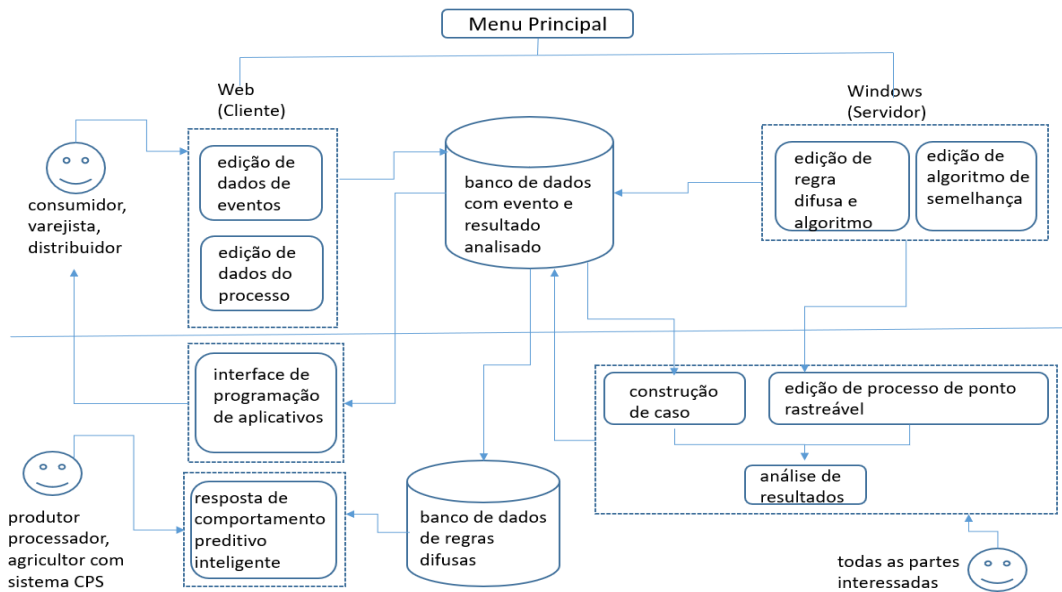 Menu Principal
Web
(Cliente)
Windows
(Servidor)
consumidor,
varejista,
distribuidor
edição de
dados de
eventos
edição de
dados do
processo
banco de dados
com evento e
resultado
analisado
edição de
regra
difusa e
algoritmo
edição de
algoritmo de
semelhança
interface de
programação
de aplicativos
construção
de caso
edição de processo de ponto
rastreável
análise de
resultados
produtor
processador,
agricultor com
sistema CPS
resposta de
comportamento
preditivo
inteligente
banco de dados
de regras
difusas
todas as partes
interessadas